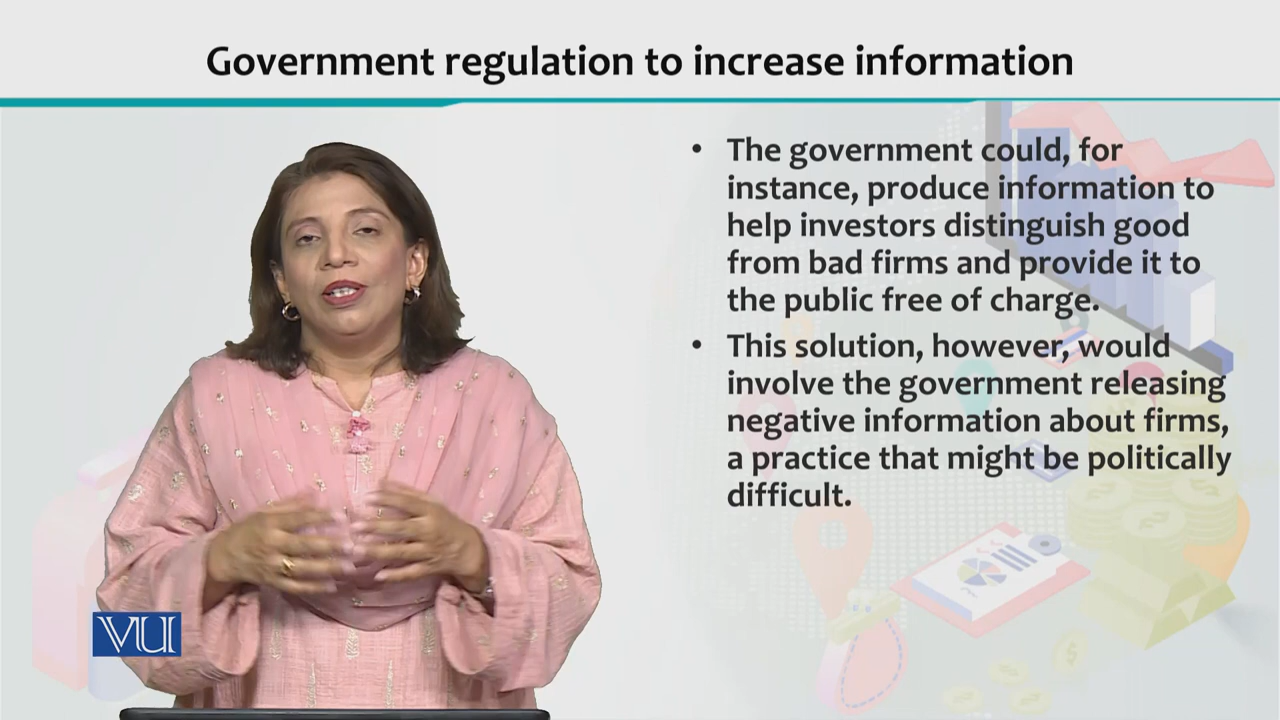 Government regulation to increase information
• The government could, for
instance, produce information to
help investors distinguish good
from bad firms and provide it to
the public free of charge.
• This solution, however, would
involve the government releasing
negative information about firms,
a practice that might be politically
difficult.
VU